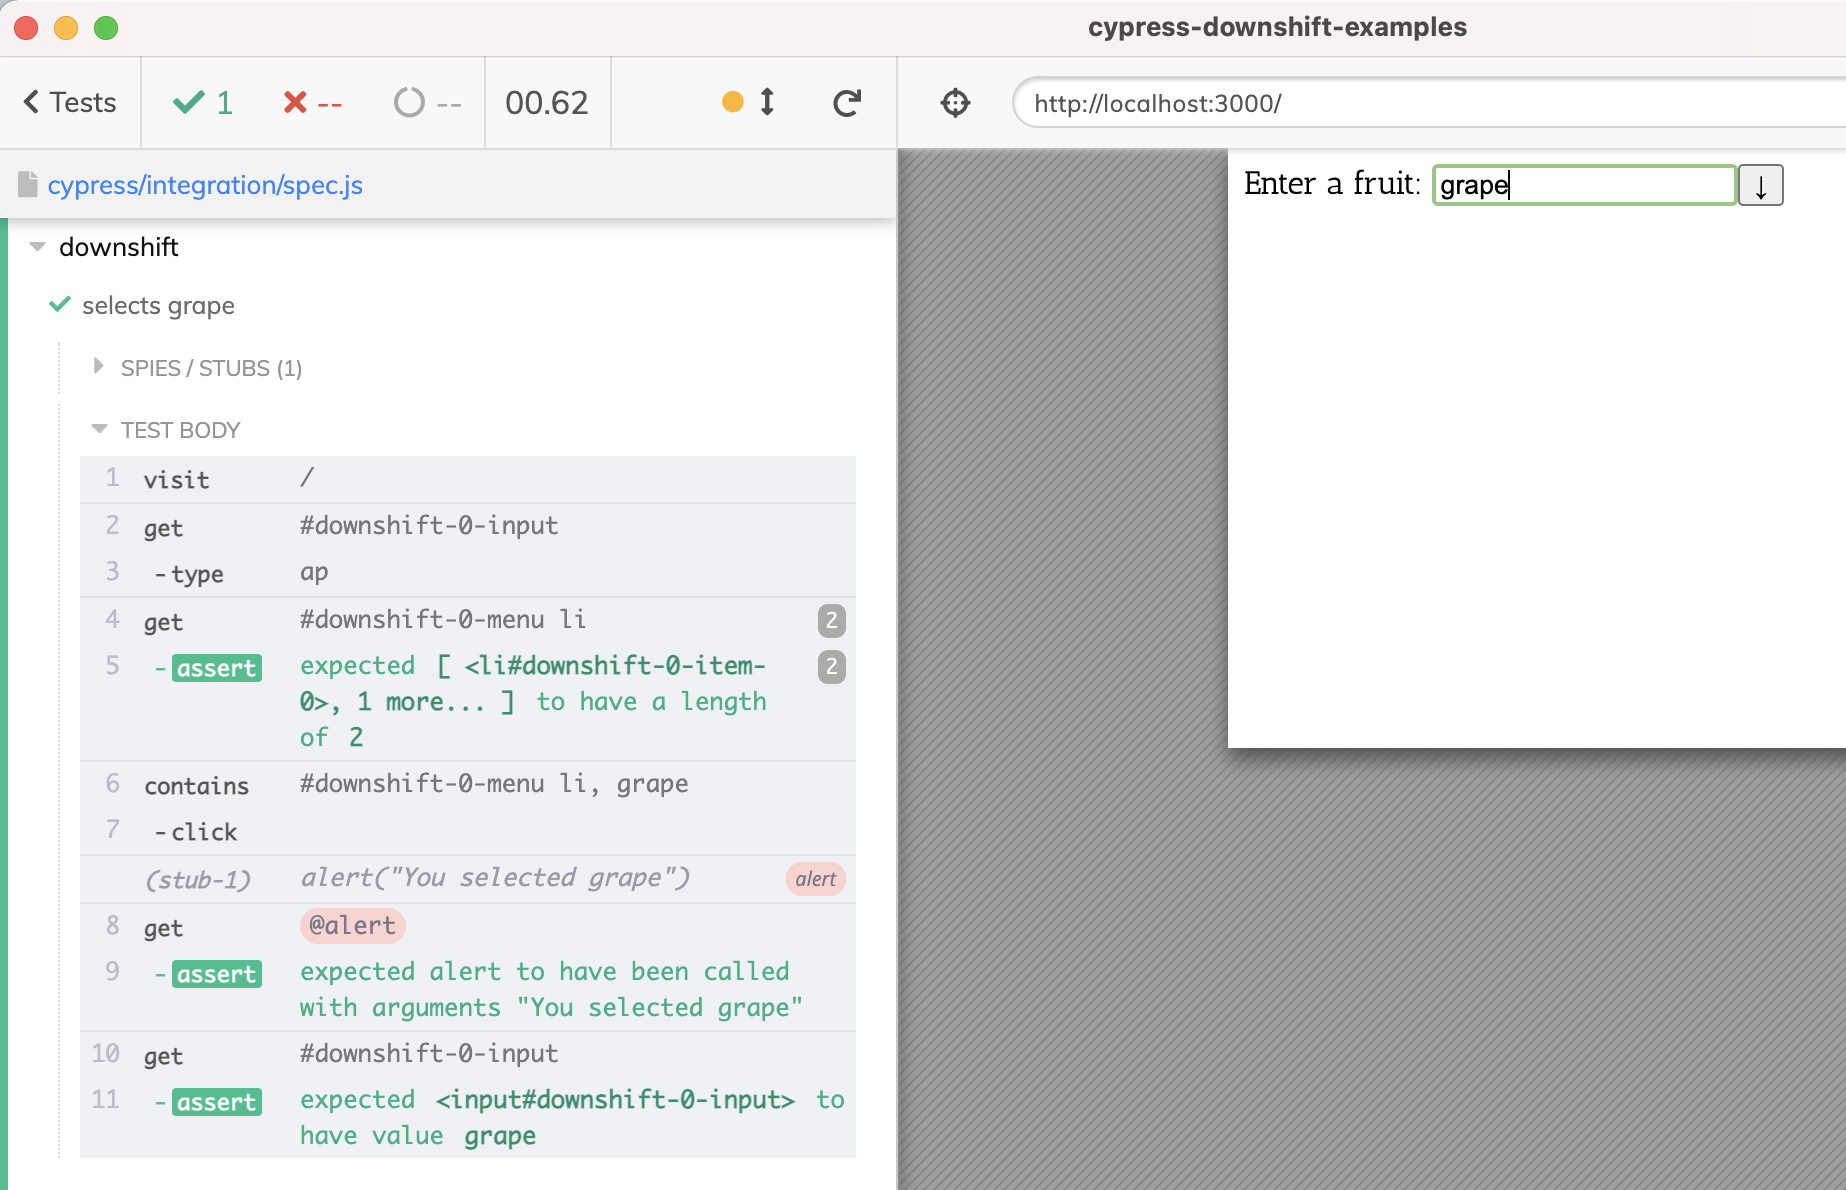 cypress-downshift-examples
Tests 1 -- -- 00.62
http://localhost:3000/
cypress/integration/spec.js
Enter a fruit: grape ↓
downshift
selects grape
SPIES / STUBS (1)
TEST BODY
1 visit /
2 get #downshift-0-input
3 -type ap
4 get #downshift-0-menu li 2
5 -assert expected [ <li#downshift-0-item- 2
0>, 1 more... ] to have a length
of 2
6 contains #downshift-0-menu li, grape
7 -click
(stub-1) alert("You selected grape") alert
8 get @alert
9 -assert expected alert to have been called
with arguments "You selected grape"
10 get #downshift-0-input
11 -assert expected <input#downshift-0-input> to
have value grape